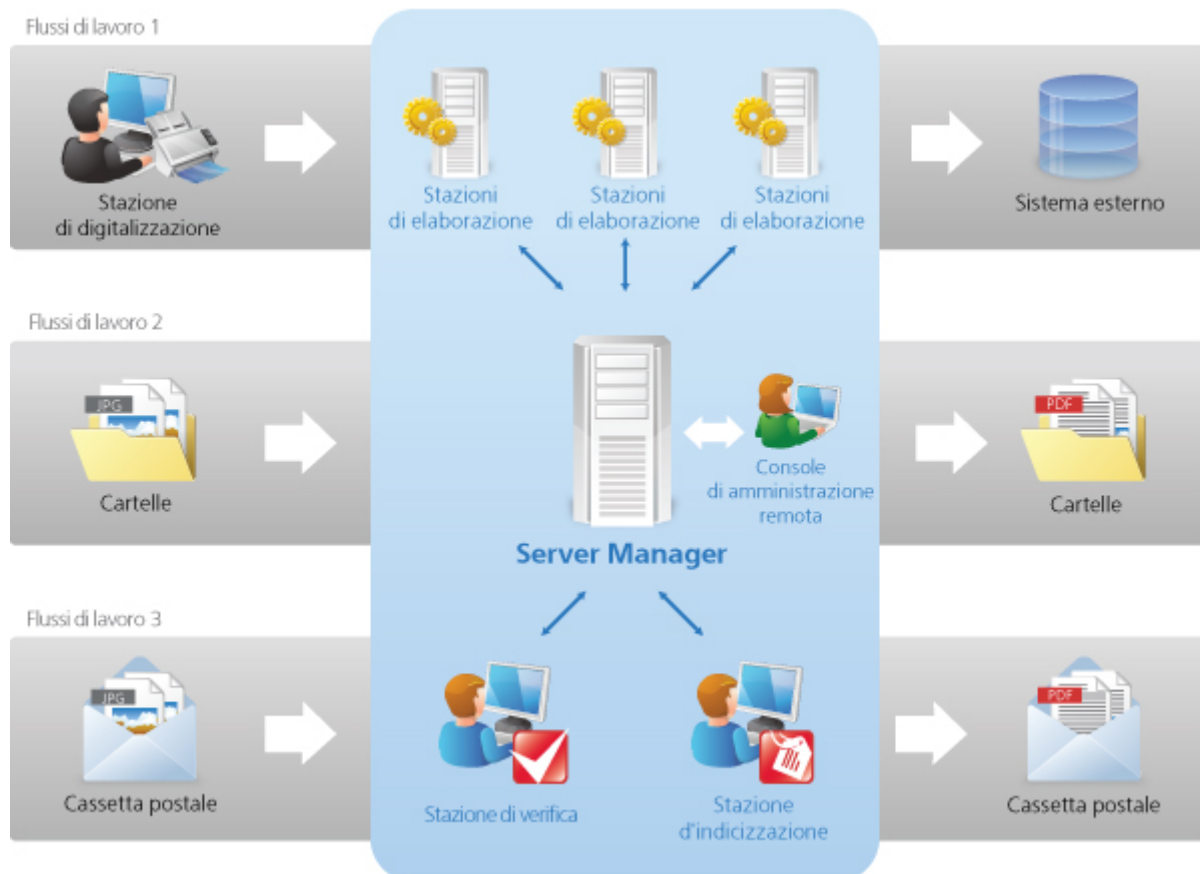 Flussi di lavoro 1
Stazione
di digitalizzazione
Stazioni
di elaborazione
Stazioni
di elaborazione
Stazioni
di elaborazione
Sistema esterno
Flussi di lavoro 2
JPG
Cartelle
Server Manager
Console
di amministrazione
remota
PDF
Cartelle
Flussi di lavoro 3
JPG
Cassetta postale
Stazione di verifica
Stazione
d'indicizzazione
PDF
Cassetta postale